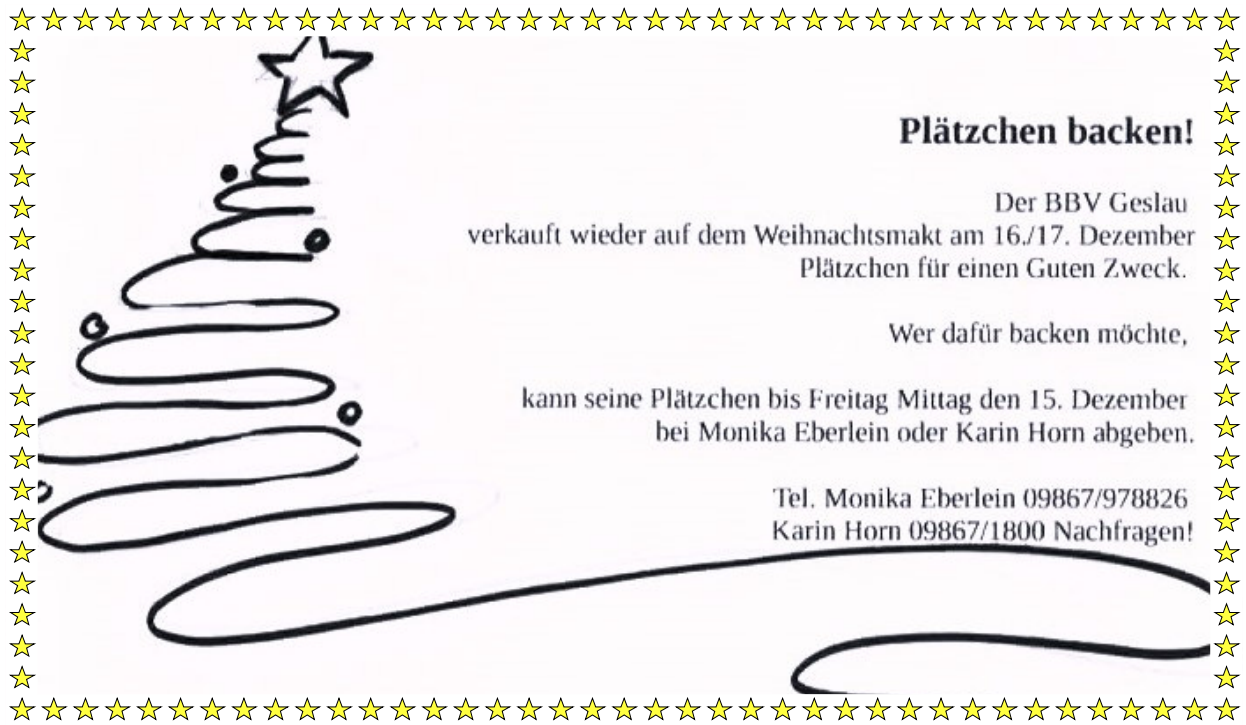 Plätzchen backen!
Der BBV Geslau
verkauft wieder auf dem Weihnachtsmakt am 16./17. Dezember
Plätzchen für einen Guten Zweck.
Wer dafür backen möchte,
kann seine Plätzchen bis Freitag Mittag den 15. Dezember
bei Monika Eberlein oder Karin Horn abgeben.
Tel. Monika Eberlein 09867/978826
Karin Horn 09867/1800 Nachfragen!